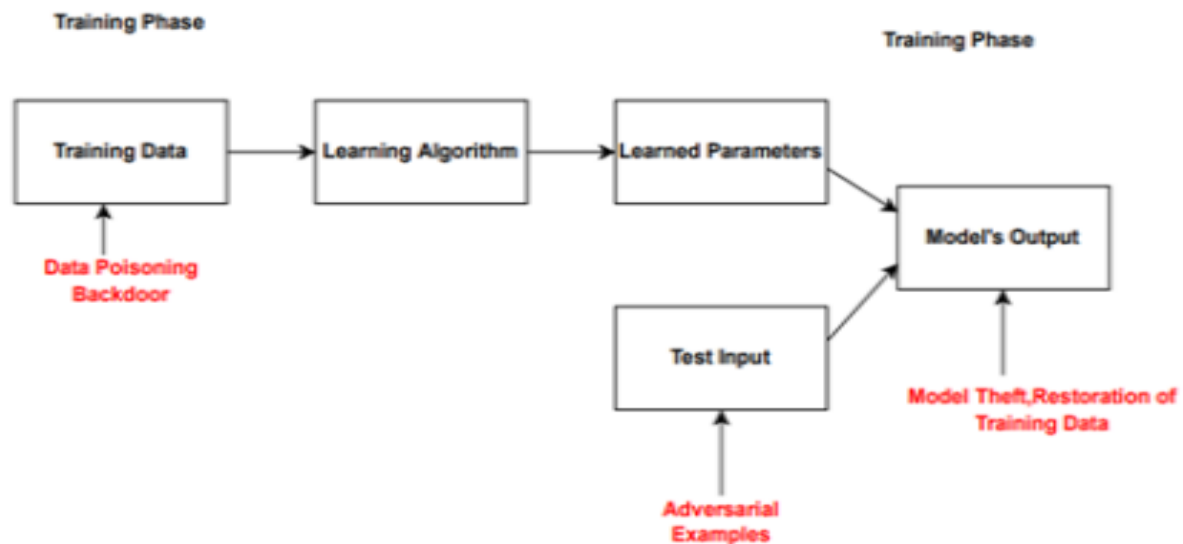 Training Phase
Training Phase
Training Data
Learning Algorithm
Learned Parameters
Model's Output
Data Poisoning
Backdoor
Test Input
Model Theft,Restoration of
Training Data
Adversarial
Examples